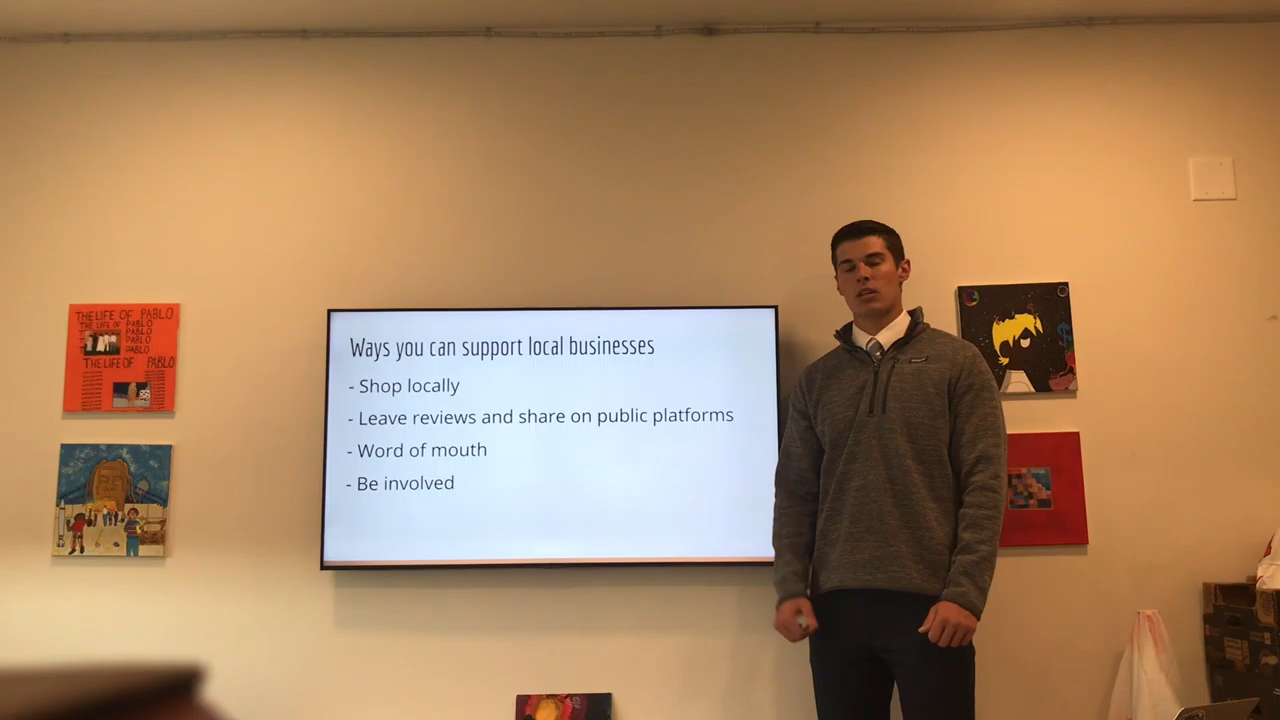 Ways you can support local businesses
- Shop locally
- Leave reviews and share on public platforms
- Word of mouth
- Be involved
THE LIFE OF PABLO
THE LIFE OF PABLO
PABLO
PABLO
PABLO
THE LIFE OF PABLO
patagonia